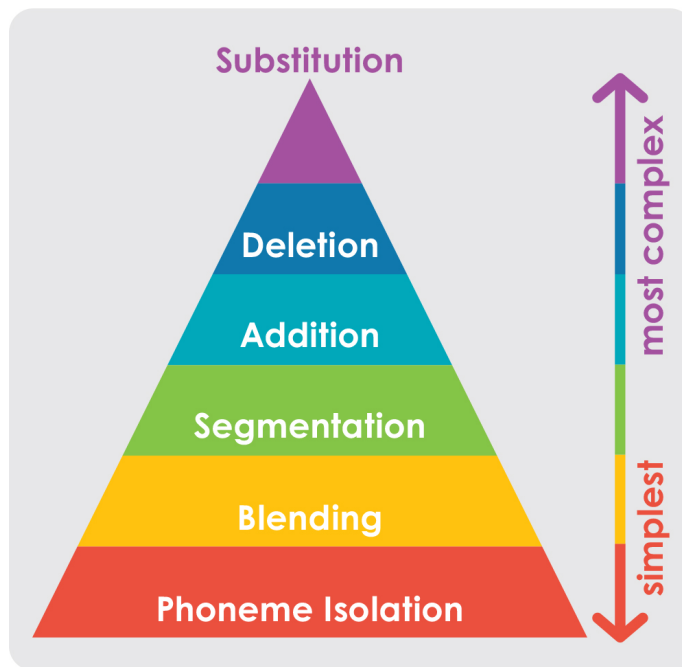 Substitution
Deletion
Addition
Segmentation
Blending
Phoneme Isolation
most complex
simplest